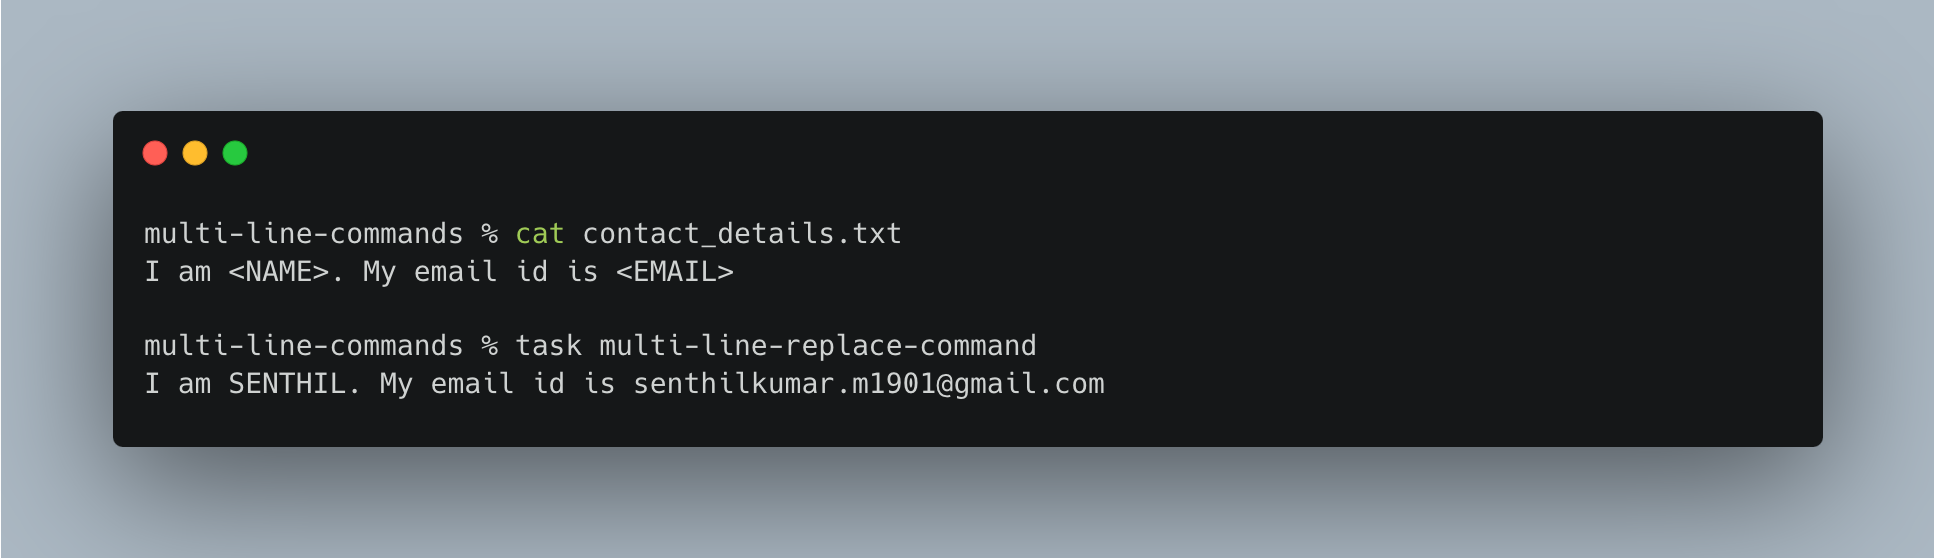 multi-line-commands % cat contact_details.txt
I am <NAME>. My email id is <EMAIL>
multi-line-commands % task multi-line-replace-command
I am SENTHIL. My email id is senthilkumar.m1901@gmail.com